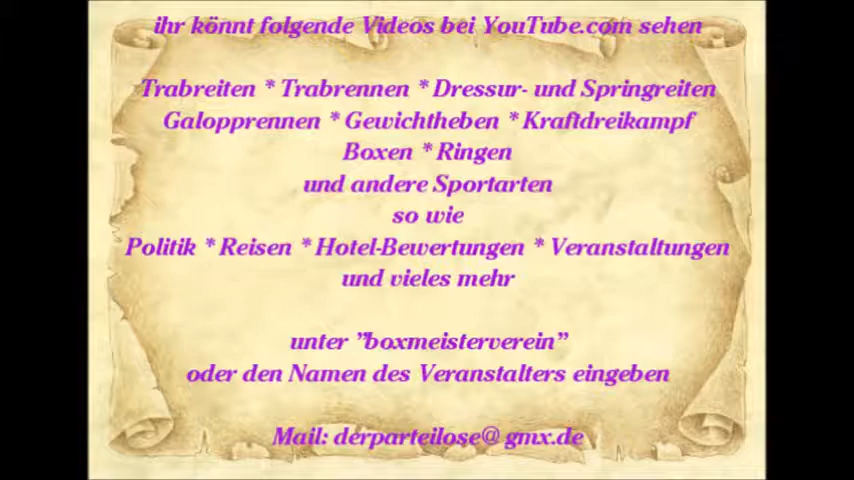 ihr könnt folgende Videos bei YouTube.com sehen
Trabreiten * Trabrennen * Dressur- und Springreiten
Galopprennen * Gewichtheben * Kraftdreikampf
Boxen * Ringen
und andere Sportarten
so wie
Politik * Reisen * Hotel-Bewertungen * Veranstaltungen
und vieles mehr
unter "boxmeisterverein"
oder den Namen des Veranstalters eingeben
Mail: derparteilose@gmx.de